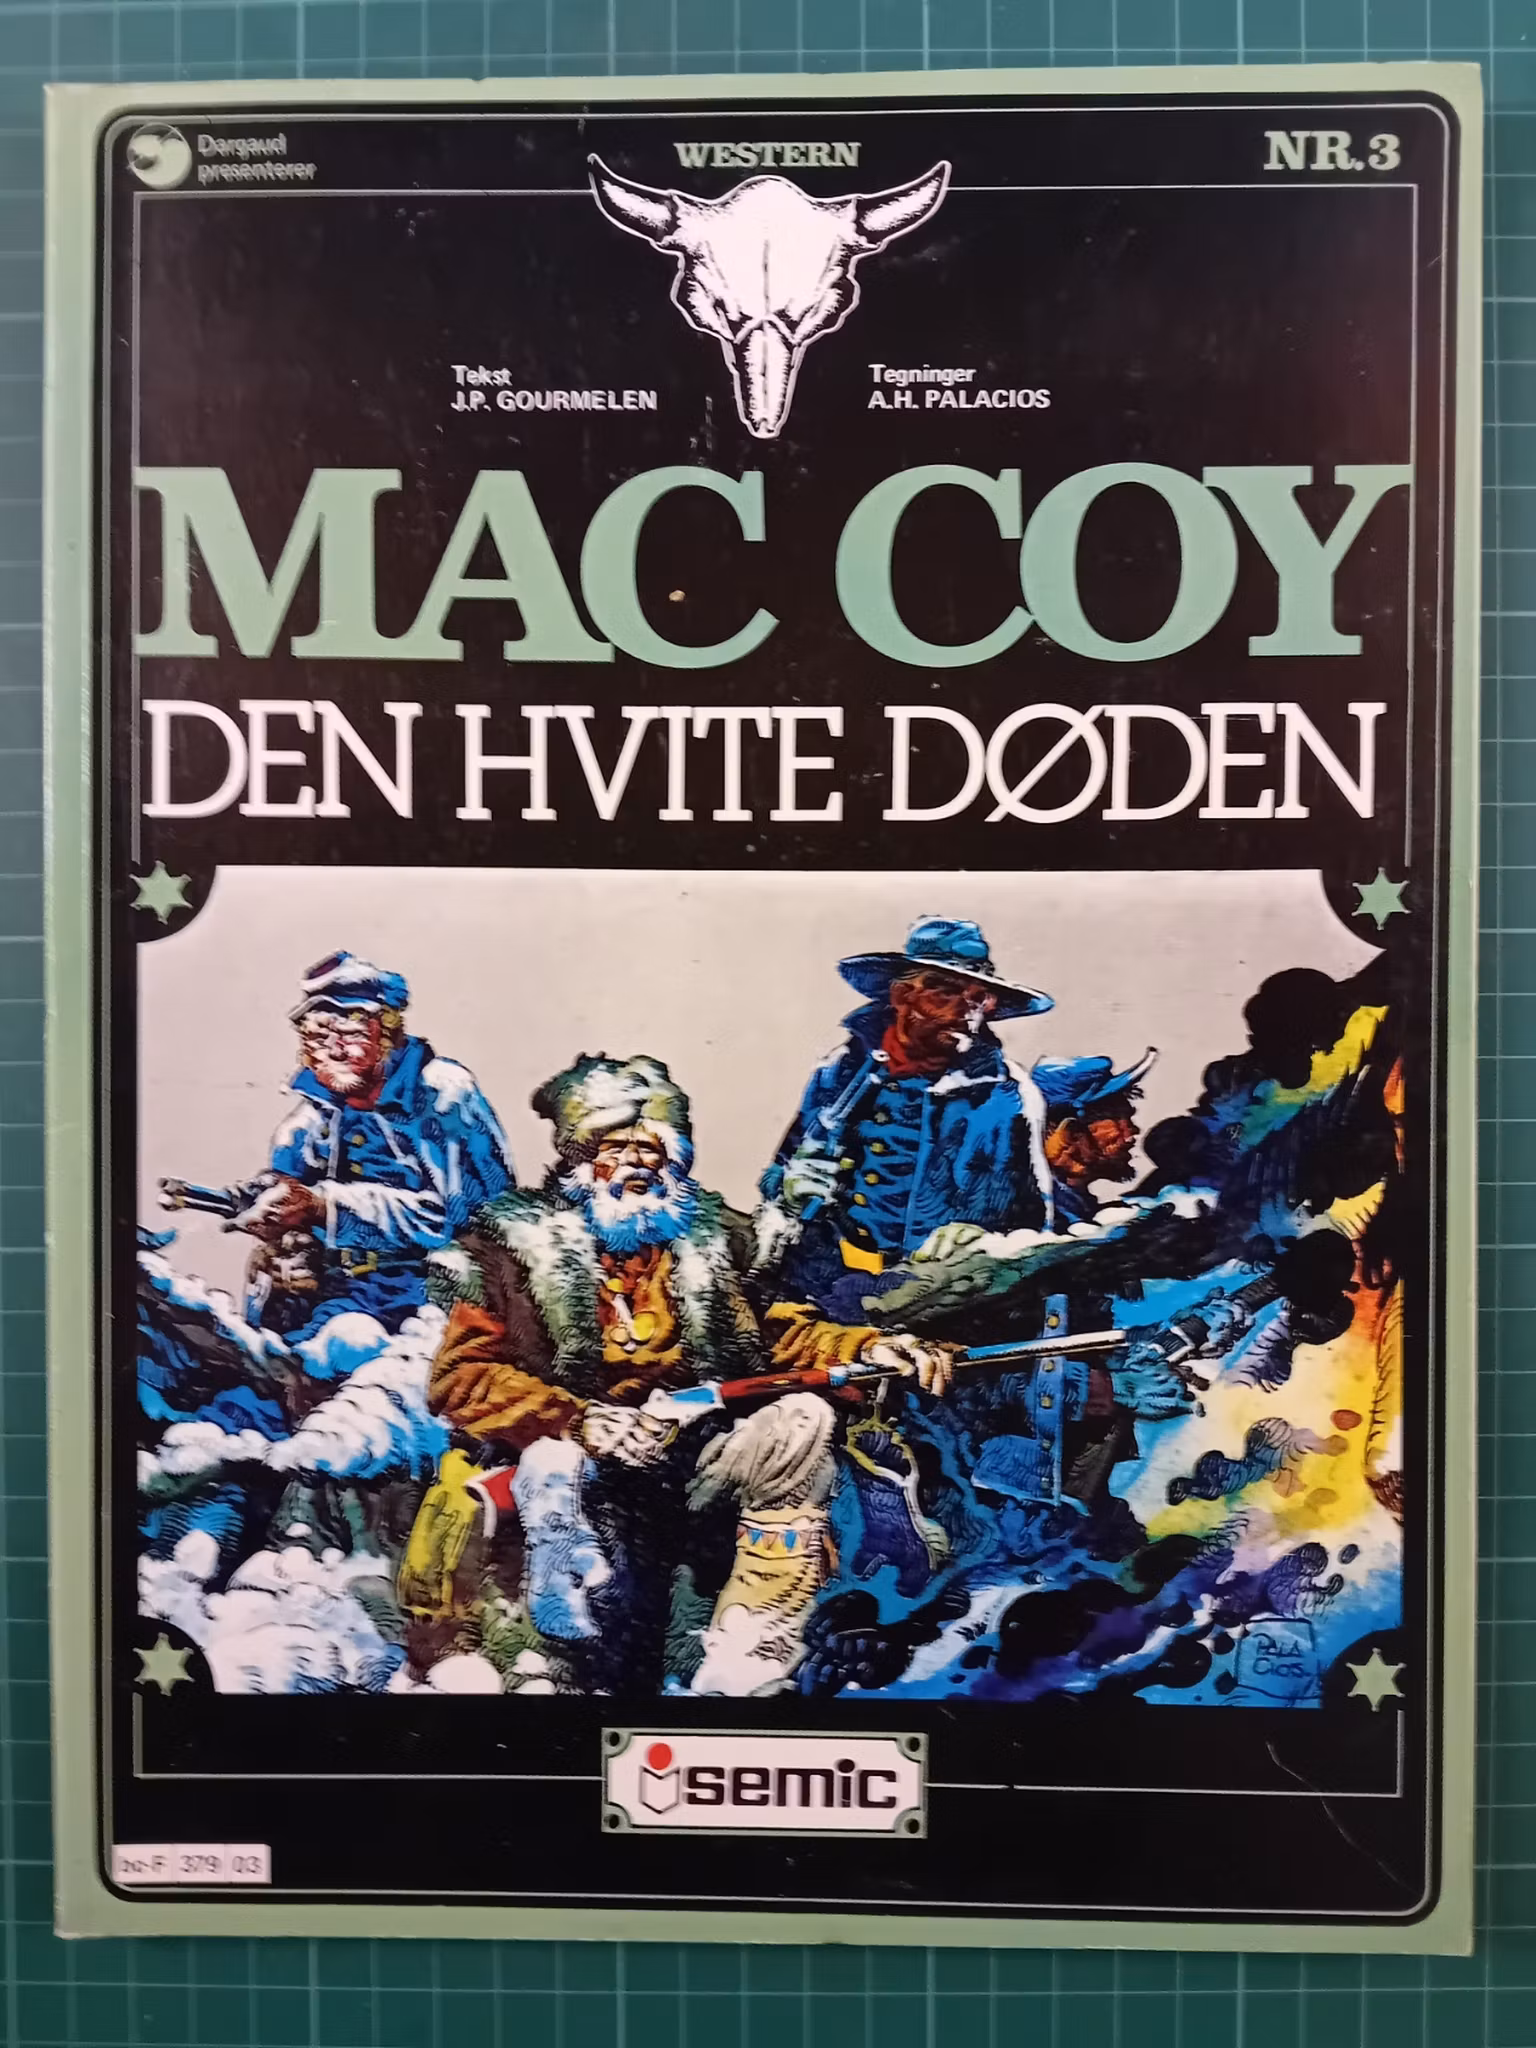 Dargaud
presenterer
WESTERN
NR.3
Tekst
J.P. GOURMELEN
Tegninger
A.H. PALACIOS
MAC COY
DEN HVITE DØDEN
PALA
CIOS.
semic
bc-F 379 03